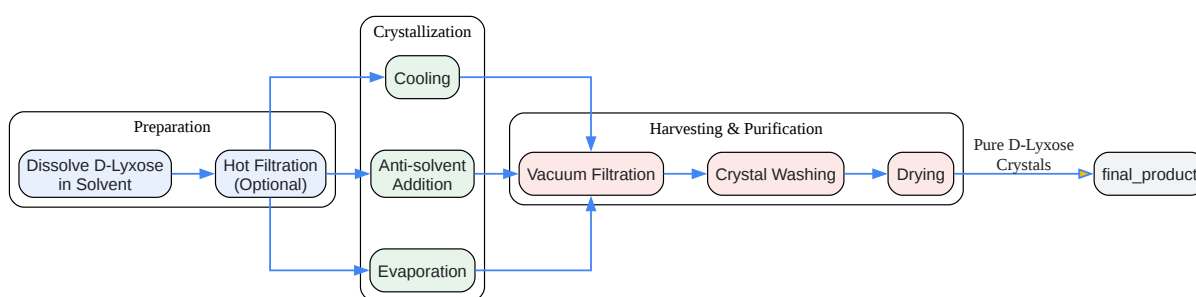 Crystallization
Cooling
Preparation
Dissolve D-Lyxose
in Solvent
Hot Filtration
(Optional)
Anti-solvent
Addition
Evaporation
Harvesting & Purification
Vacuum Filtration
Crystal Washing
Drying
Pure D-Lyxose
Crystals
final_product